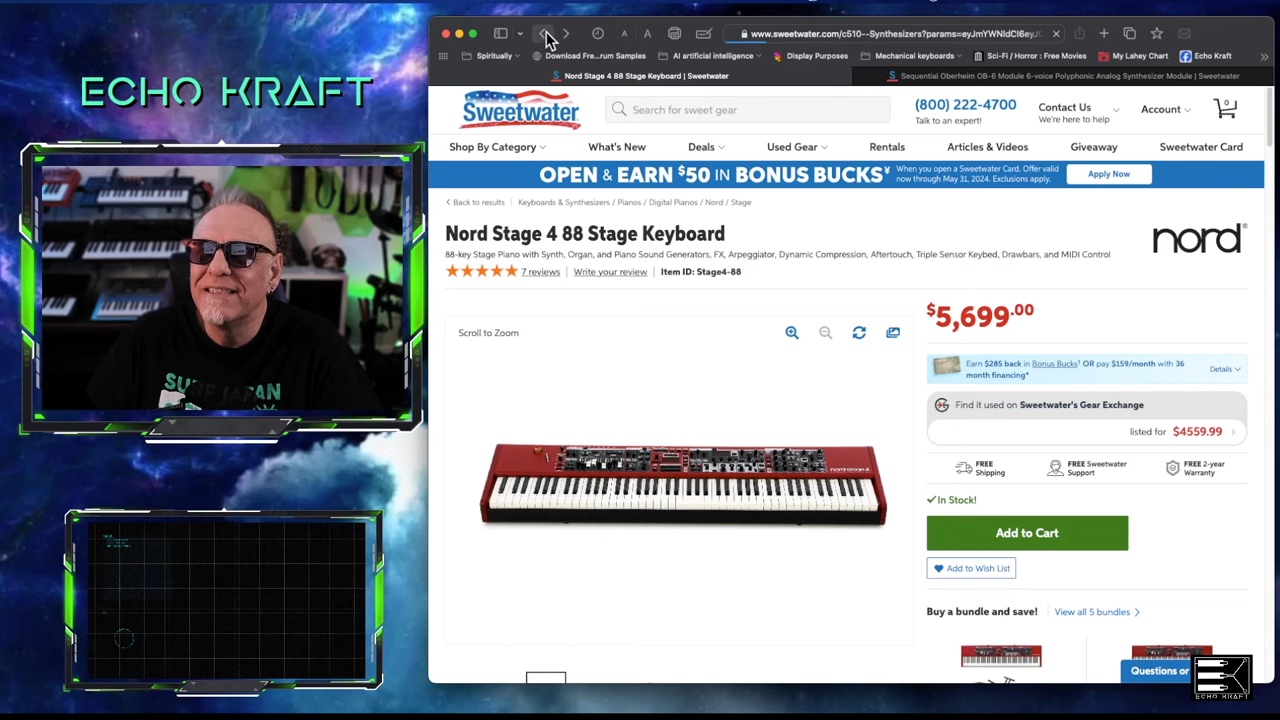 ECHO KRAFT
SURF JAPAN
www.sweetwater.com/c510--Synthesizers?params=eyJmYWNldCI6eyJC
Spiritually
Download Fre...rum Samples
AI artificial intelligence
Display Purposes
Mechanical keyboards
Sci-Fi / Horror : Free Movies
My Lahey Chart
Echo Kraft
Nord Stage 4 88 Stage Keyboard | Sweetwater
Sequential Oberheim OB-6 Module 6-voice Polyphonic Analog Synthesizer Module | Sweetwater
Sweetwater
Search for sweet gear
(800) 222-4700
Talk to an expert!
Contact Us
We're here to help
Account
0
Shop By Category
What's New
Deals
Used Gear
Rentals
Articles & Videos
Giveaway
Sweetwater Card
OPEN & EARN $50 IN BONUS BUCKS¥
When you open a Sweetwater Card. Offer valid
now through May 31, 2024. Exclusions apply.
Apply Now
Back to results
Keyboards & Synthesizers / Pianos / Digital Pianos / Nord / Stage
Nord Stage 4 88 Stage Keyboard
nord®
88-key Stage Piano with Synth, Organ, and Piano Sound Generators, FX, Arpeggiator, Dynamic Compression, Aftertouch, Triple Sensor Keybed, Drawbars, and MIDI Control
7 reviews
Write your review
Item ID: Stage4-88
Scroll to Zoom
$5,699.00
Earn $285 back in Bonus Bucks† OR pay $159/month with 36
month financing*
Details
Find it used on Sweetwater's Gear Exchange
listed for $4559.99
FREE
Shipping
FREE Sweetwater
Support
FREE 2-year
Warranty
In Stock!
Add to Cart
Add to Wish List
Buy a bundle and save!
View all 5 bundles
nord stage 4
Questions or
ECHO KRAFT